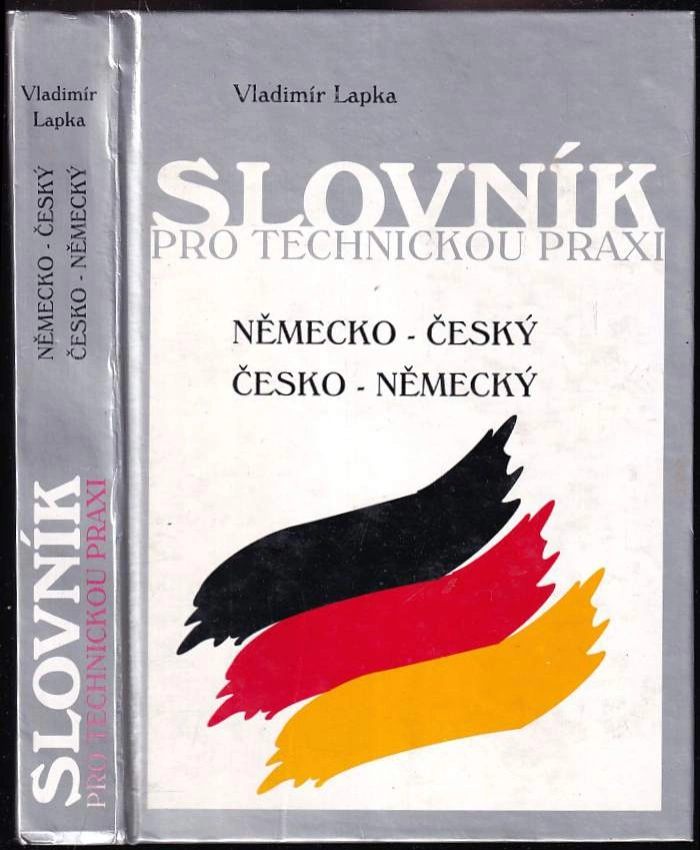 Vladimír
Lapka
NĚMECKO - ČESKÝ
ČESKO - NĚMECKÝ
SLOVNÍK
PRO TECHNICKOU PRAXI
Vladimír Lapka
SLOVNÍK
PRO TECHNICKOU PRAXI
NĚMECKO - ČESKÝ
ČESKO - NĚMECKÝ